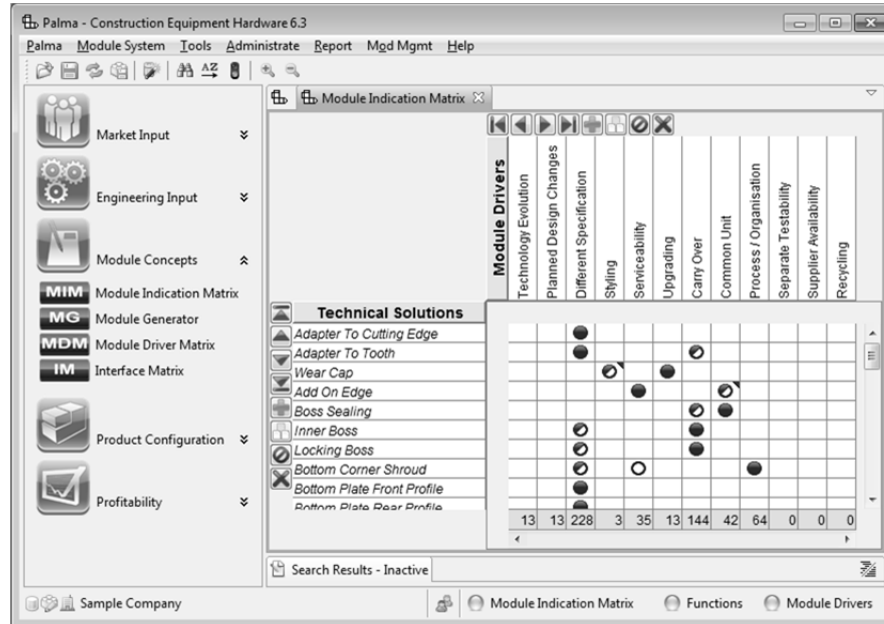 Palma - Construction Equipment Hardware 6.3
Palma Module System Tools Administrate Report Mod Mgmt Help
Module Indication Matrix
Market Input
Engineering Input
Module Concepts
MIM Module Indication Matrix
MG Module Generator
MDM Module Driver Matrix
IM Interface Matrix
Product Configuration
Profitability
Module Drivers
Technology Evolution
Planned Design Changes
Different Specification
Styling
Serviceability
Upgrading
Carry Over
Common Unit
Process / Organisation
Separate Testability
Supplier Availability
Recycling
Technical Solutions
Adapter To Cutting Edge
Adapter To Tooth
Wear Cap
Add On Edge
Boss Sealing
Inner Boss
Locking Boss
Bottom Corner Shroud
Bottom Plate Front Profile
Bottom Plate Rear Profile
13 13 228 3 35 13 144 42 64 0 0 0
Search Results - Inactive
Sample Company Module Indication Matrix Functions Module Drivers